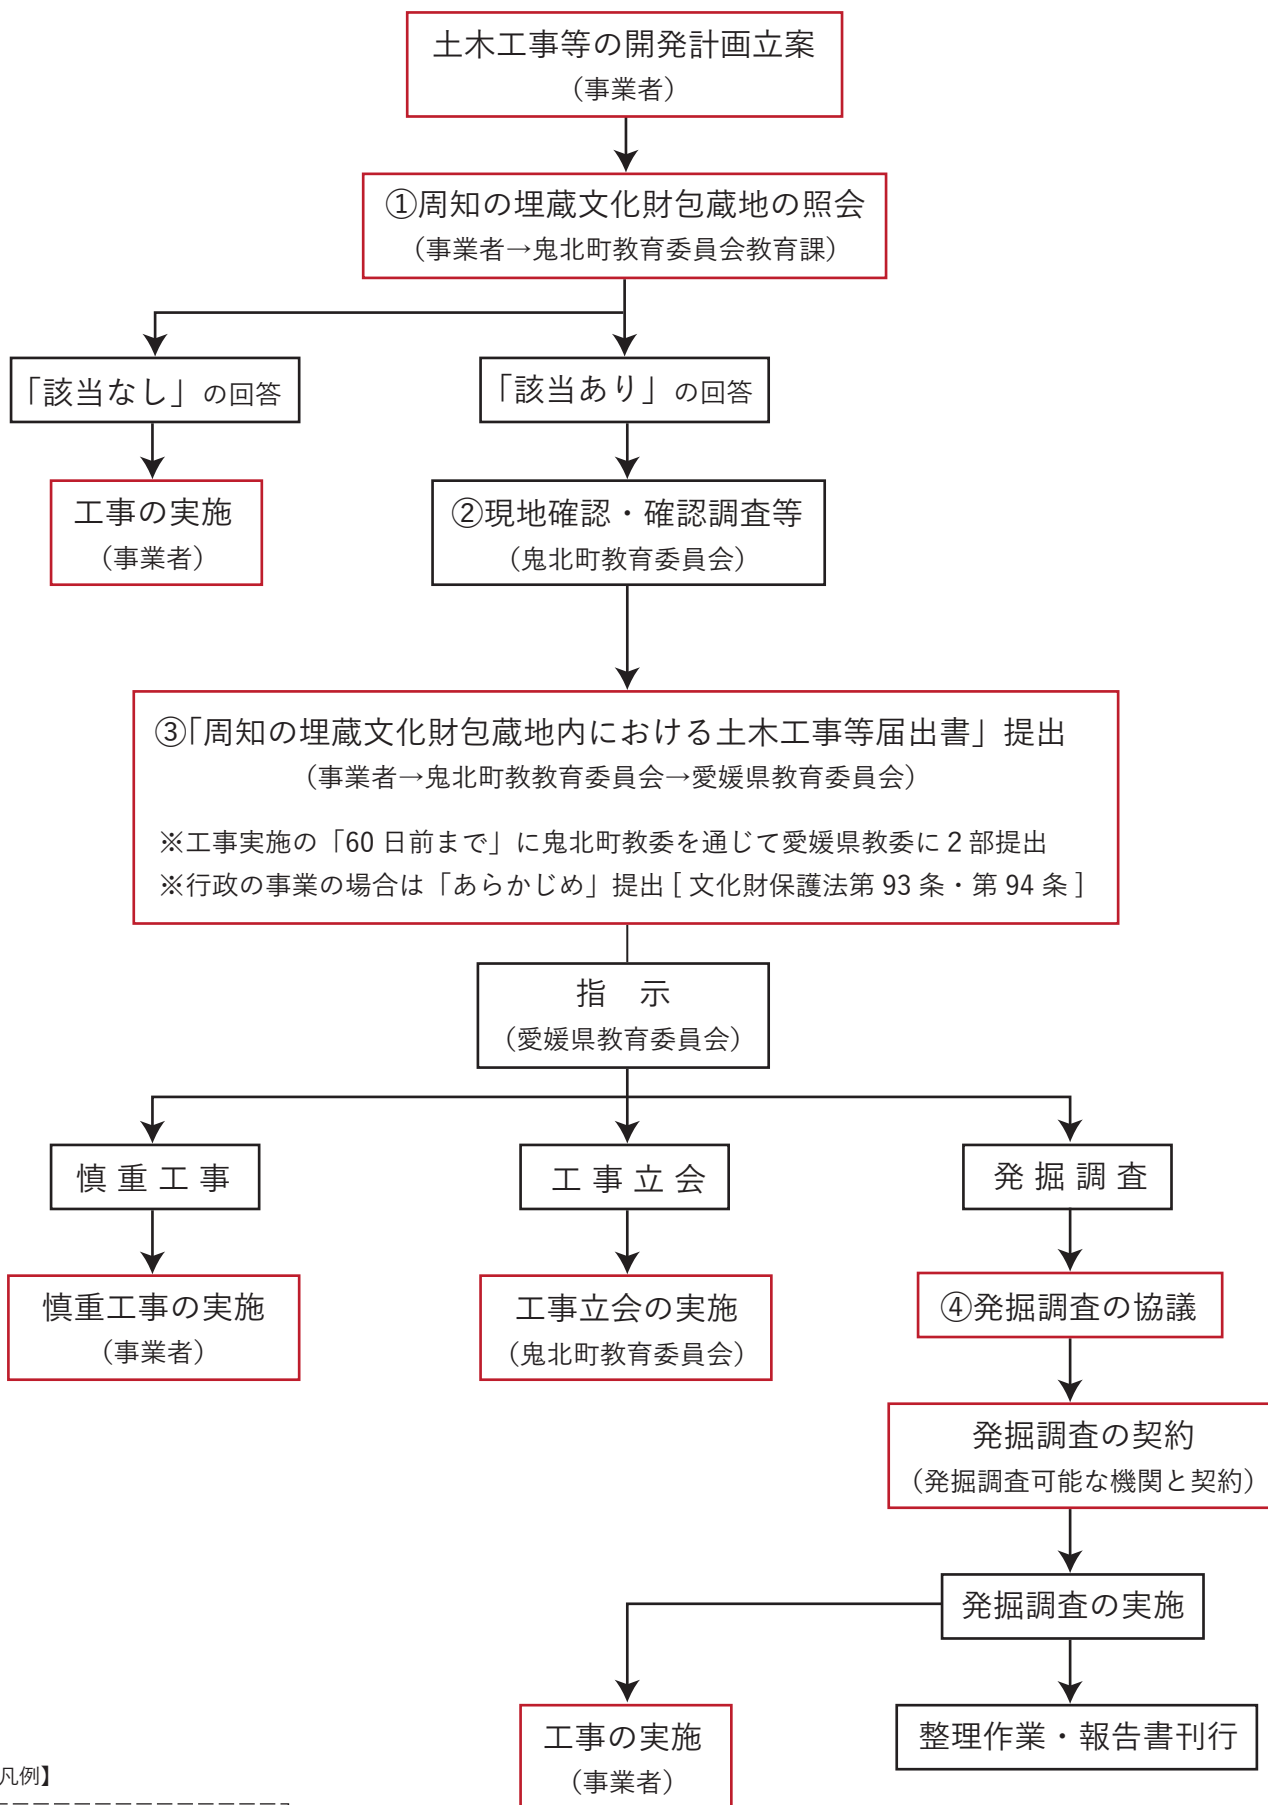 土木工事等の開発計画立案
（事業者）
①周知の埋蔵文化財包蔵地の照会
（事業者→鬼北町教育委員会教育課）
「該当なし」の回答
「該当あり」の回答
工事の実施
（事業者）
②現地確認・確認調査等
（鬼北町教育委員会）
③「周知の埋蔵文化財包蔵地内における土木工事等届出書」提出
（事業者→鬼北町教教育委員会→愛媛県教育委員会）
※工事実施の「60 日前まで」に鬼北町教委を通じて愛媛県教委に 2 部提出
※行政の事業の場合は「あらかじめ」提出 [ 文化財保護法第 93 条・第 94 条 ]
指　示
（愛媛県教育委員会）
慎 重 工 事
工 事 立 会
発 掘 調 査
慎重工事の実施
（事業者）
工事立会の実施
（鬼北町教育委員会）
④発掘調査の協議
発掘調査の契約
（発掘調査可能な機関と契約）
発掘調査の実施
工事の実施
（事業者）
整理作業・報告書刊行
凡例】